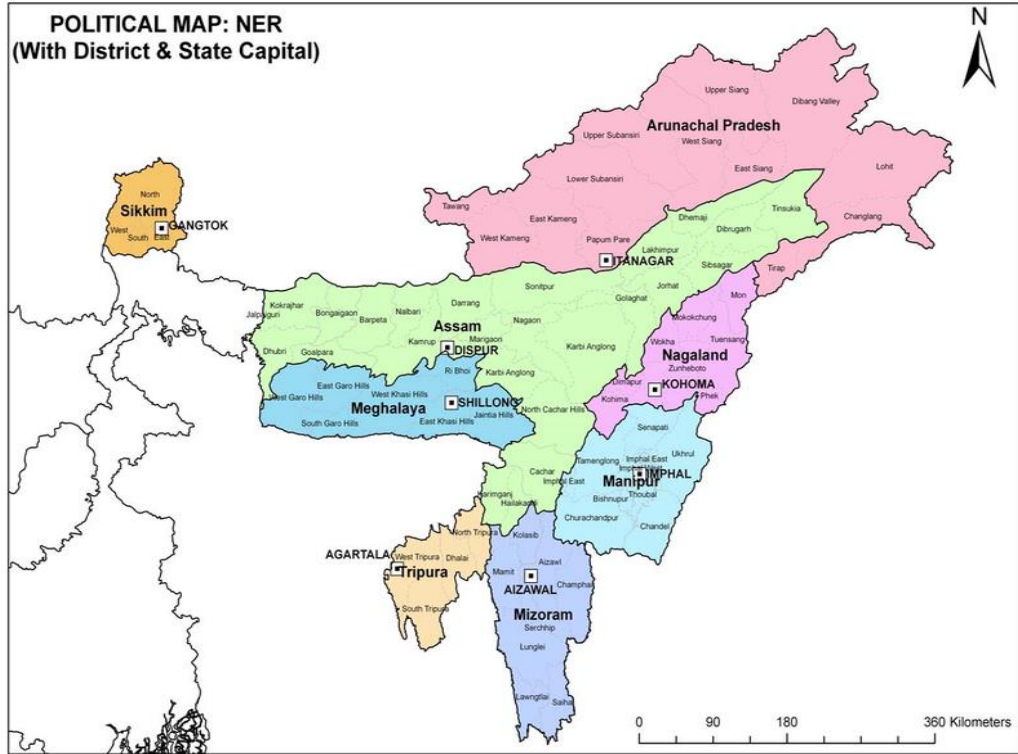 POLITICAL MAP: NER
(With District & State Capital)
N
Upper Siang
Dibang Valley
Arunachal Pradesh
Upper Subansiri
West Siang
East Siang
Lohit
Lower Subansiri
Tawang
East Kameng
West Kameng
Papum Pare
Changlang
Tirap
ITANAGAR
North
Sikkim
GANGTOK
West
South
East
Tinsukia
Dhemaji
Dibrugarh
Lakhimpur
Sibsagar
Jorhat
Golaghat
Sonitpur
Darrang
Nagaon
Kokrajhar
Jalpaiguri
Bongaigaon
Barpeta
Nalbari
Assam
Kamrup
Marigaon
DISPUR
Dhubri
Goalpara
Karbi Anglong
Karbi Anglong
North Cachar Hills
Cachar
Imphal East
Karimganj
Hailakandi
Mon
Mokokchung
Tuensang
Wokha
Nagaland
Zunheboto
Dimapur
KOHOMA
Kohima
Phek
Ri Bhoi
East Garo Hills
West Khasi Hills
West Garo Hills
SHILLONG
Meghalaya
Jaintia Hills
South Garo Hills
East Khasi Hills
Senapati
Ukhrul
Tamenglong
Imphal East
Imphal West
IMPHAL
Manipur
Bishnupur
Thoubal
Churachandpur
Chandel
North Tripura
AGARTALA
West Tripura
Dhalai
Tripura
South Tripura
Kolasib
Aizawl
Mamit
Champhai
AIZAWAL
Mizoram
Serchhip
Lunglei
Lawngtlai
Saiha
0 90 180 360 Kilometers